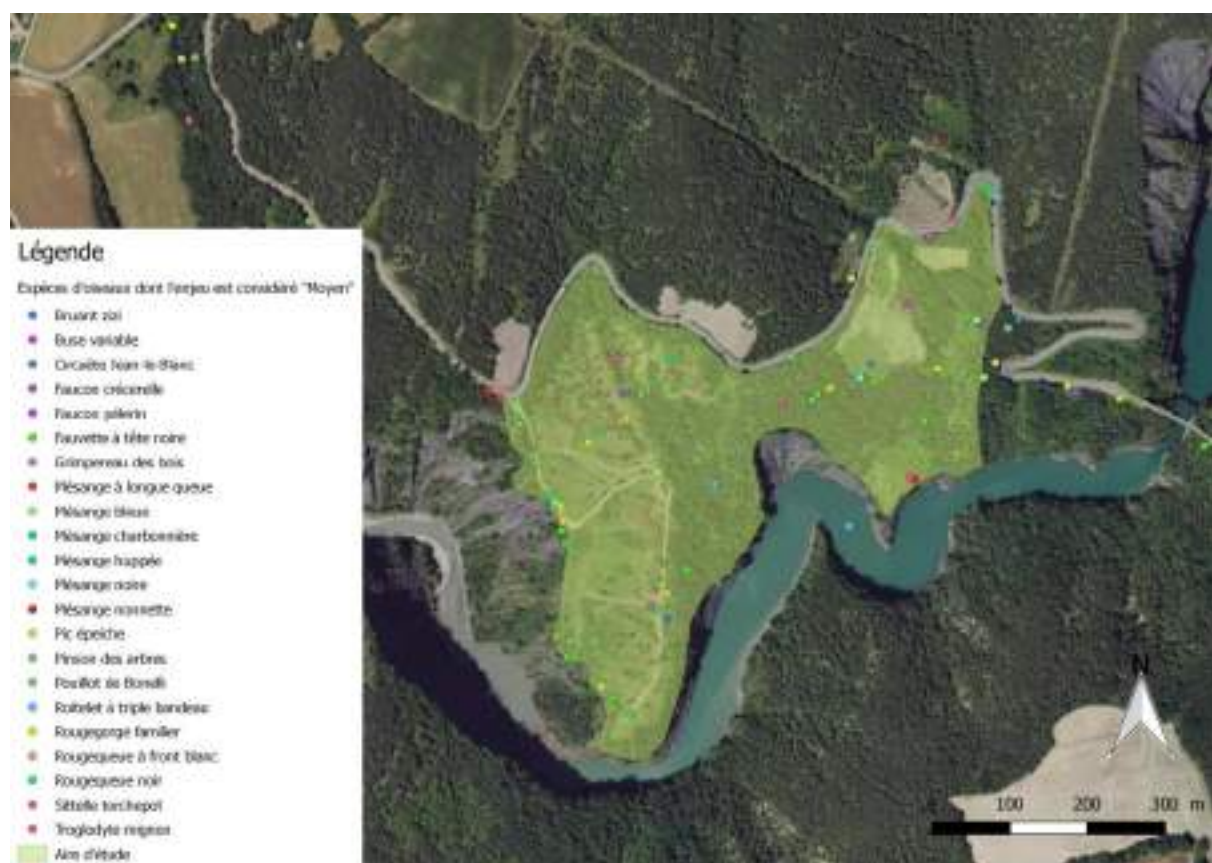 Légende
Espèces d'oiseaux dont l'enjeu est considéré "Moyen"
Bruant zizi
Buse variable
Circaète Jean-le-Blanc
Faucon crécerelle
Faucon pèlerin
Fauvette à tête noire
Grimpereau des bois
Mésange à longue queue
Mésange bleue
Mésange charbonnière
Mésange huppée
Mésange noire
Mésange nonnette
Pic épeiche
Pinson des arbres
Pouillot de Bonelli
Roitelet à triple bandeau
Rougegorge familier
Rougequeue à front blanc
Rougequeue noir
Sittelle torchepot
Troglodyte mignon
Aire d'étude
N
0 100 200 300 m